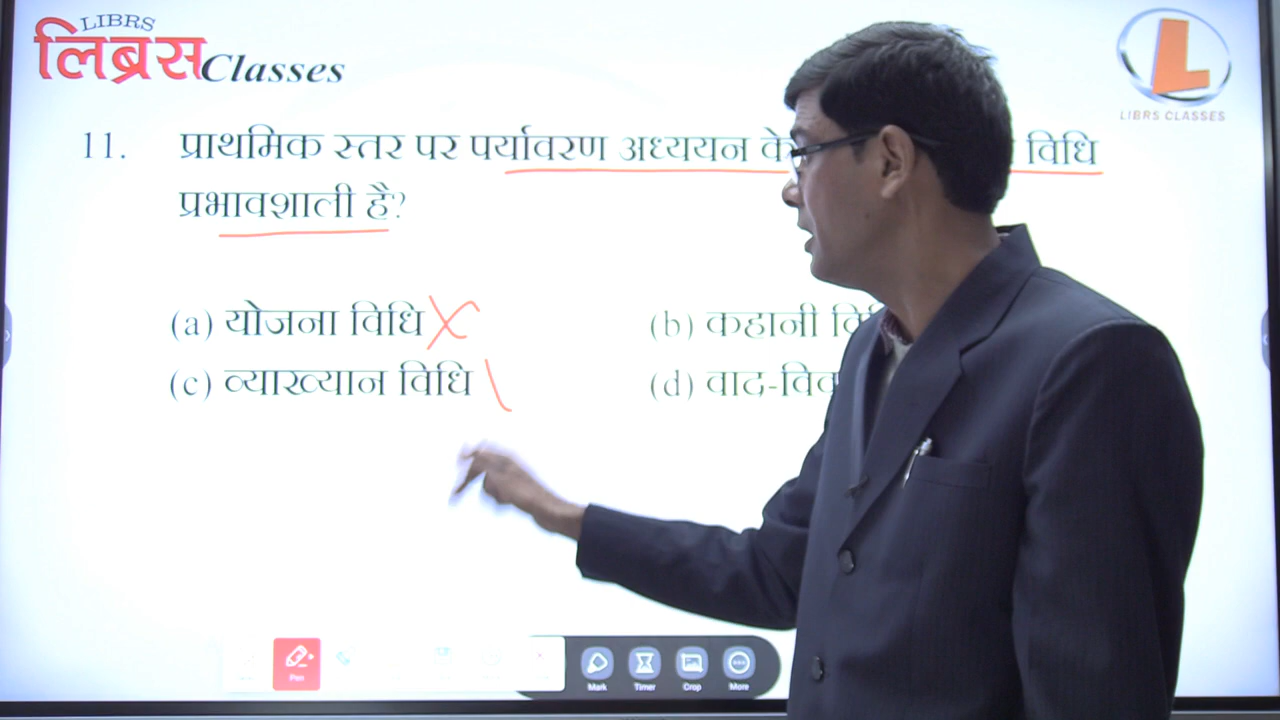 LIBRS
लिब्रस Classes
L
LIBRS CLASSES
11. प्राथमिक स्तर पर पर्यावरण अध्ययन के विधि
प्रभावशाली है?
(a) योजना विधि (b) कहानी
(c) व्याख्यान विधि (d)
Pen Mark Timer Crop More